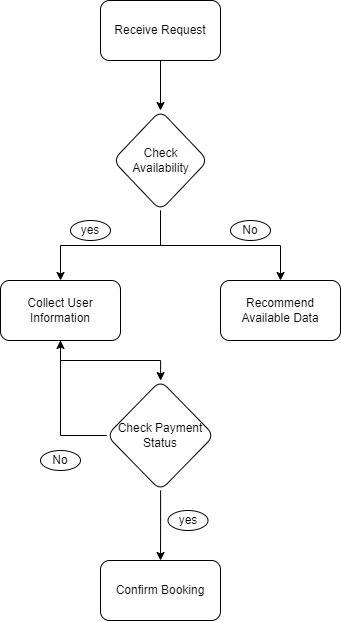 Receive Request
Check
Availability
yes
No
Collect User
Information
Recommend
Available Data
Check Payment
Status
No
yes
Confirm Booking